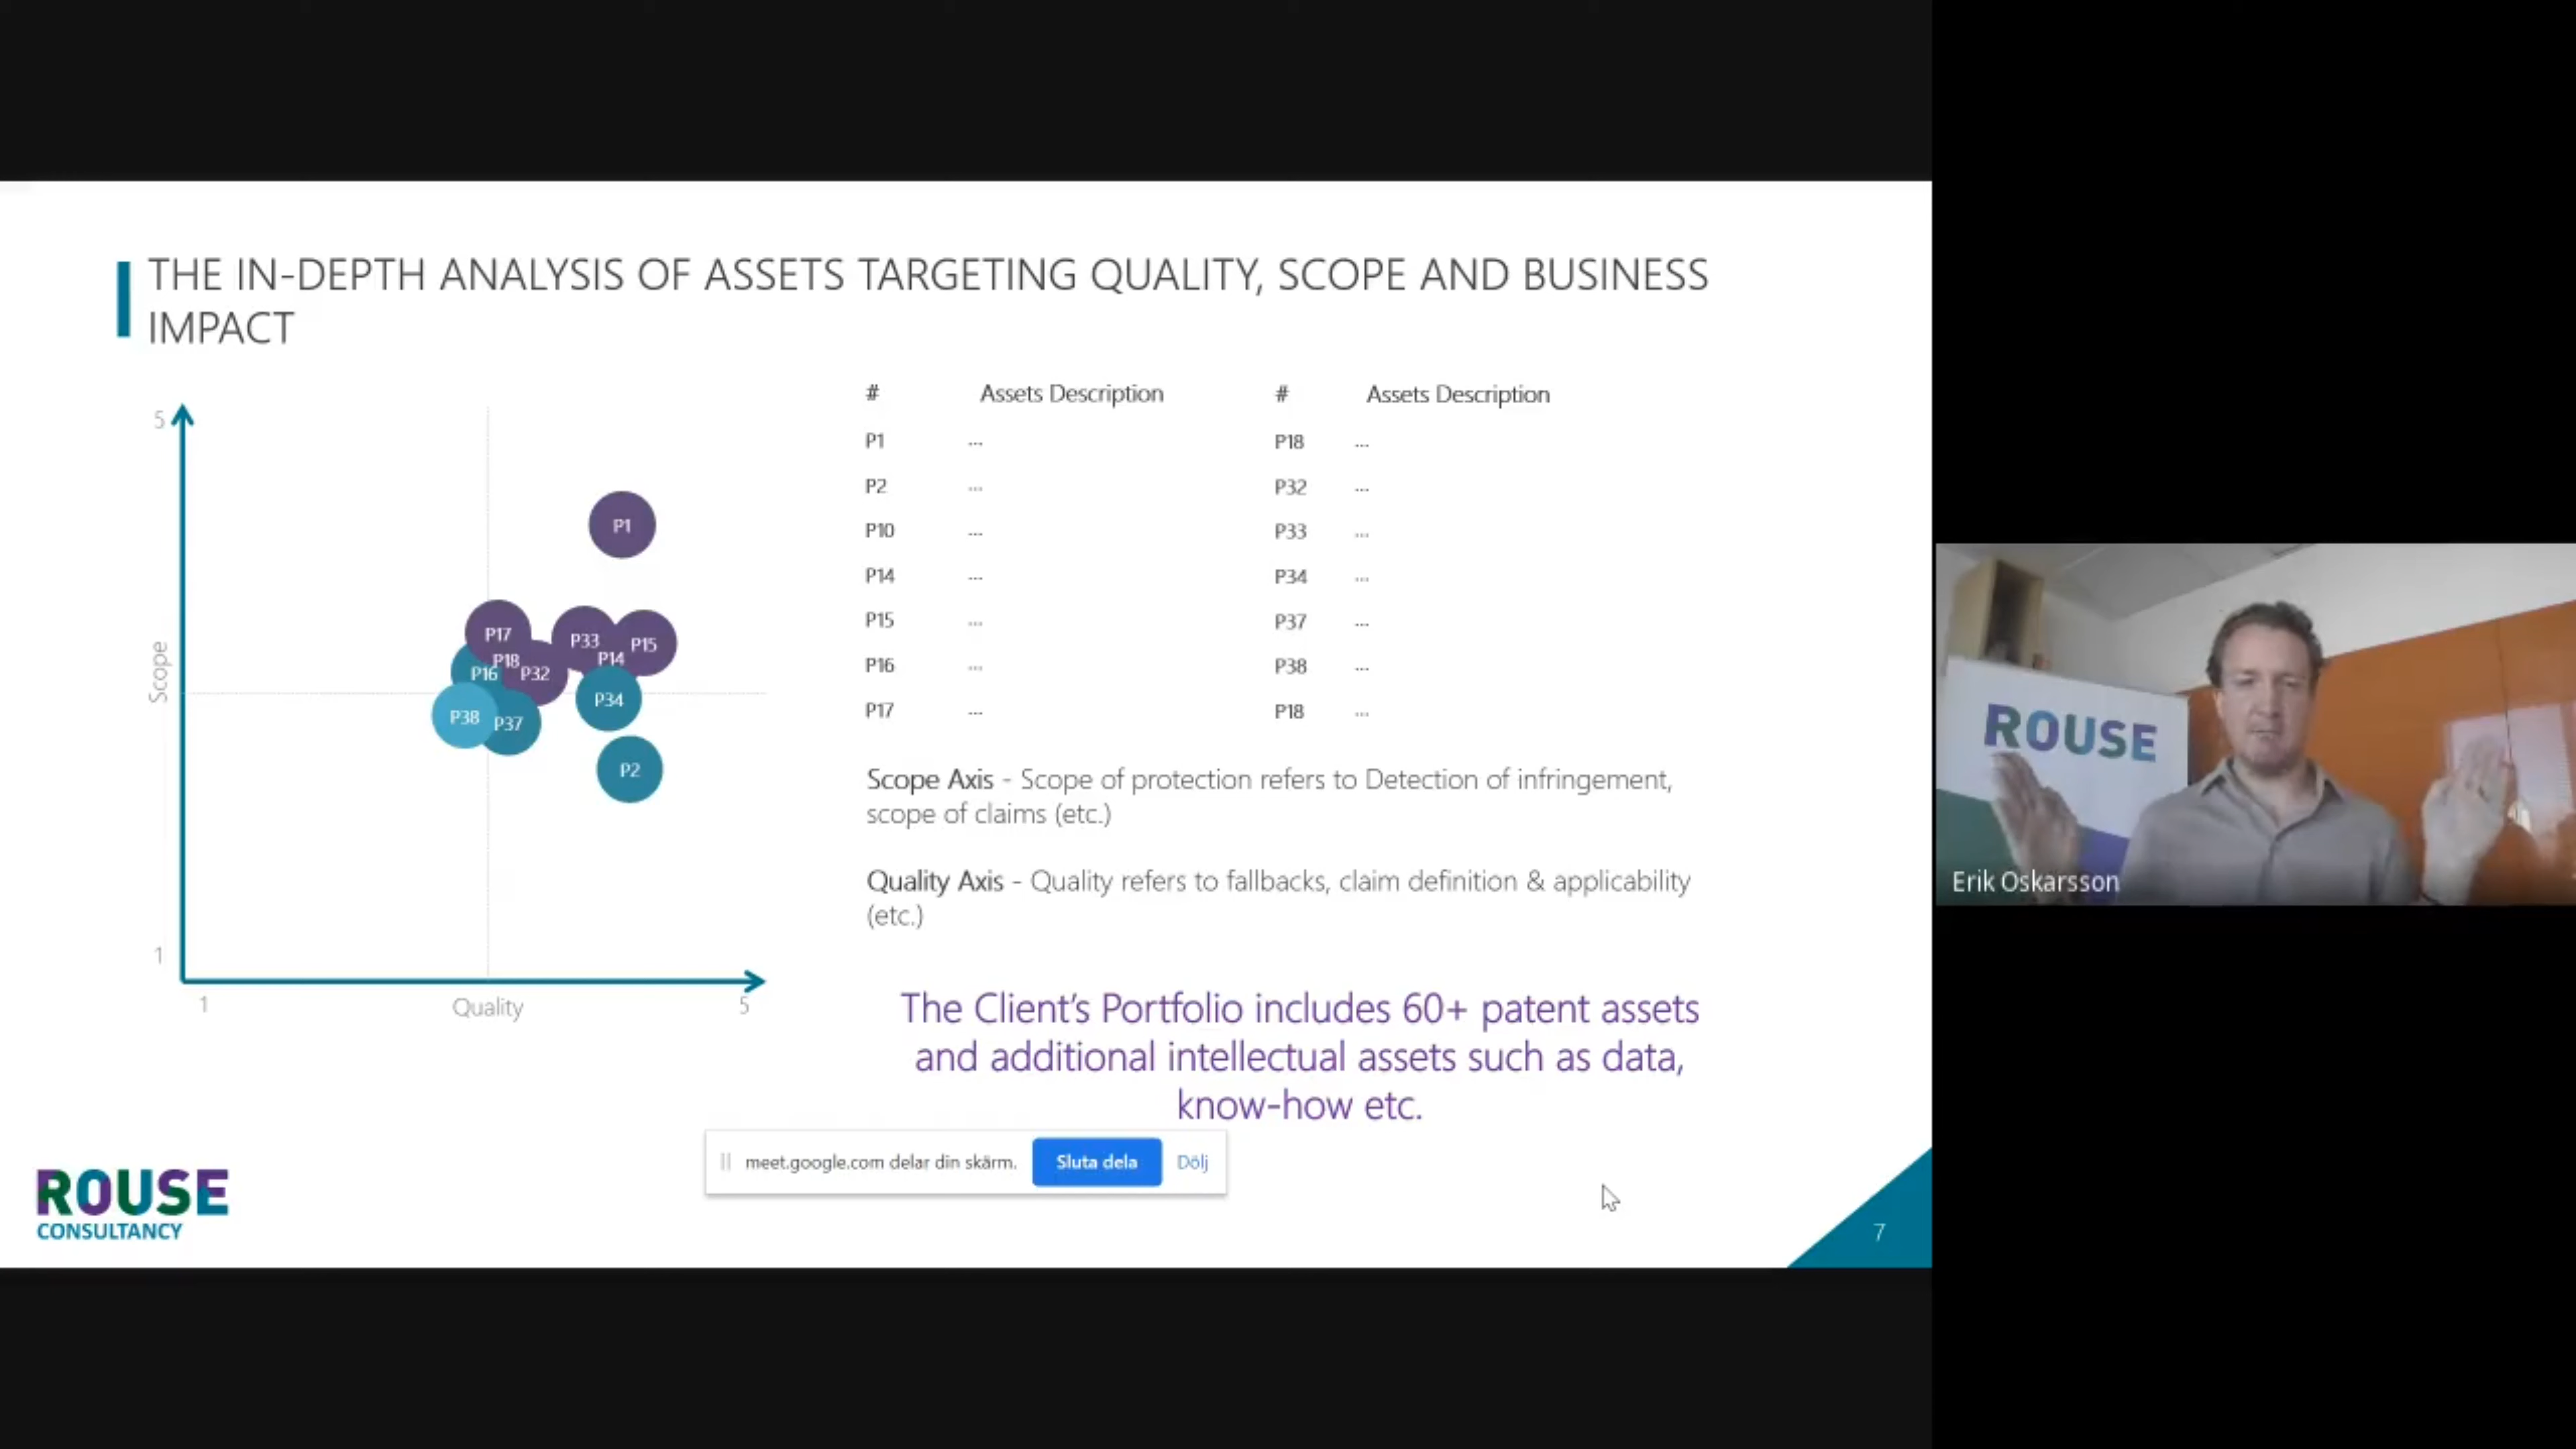 THE IN-DEPTH ANALYSIS OF ASSETS TARGETING QUALITY, SCOPE AND BUSINESS
IMPACT
5
Scope
1
1
Quality
5
P1
P17
P33
P15
P18
P14
P16
P32
P34
P38
P37
P2
# Assets Description # Assets Description
P1 ... P18 ...
P2 ... P32 ...
P10 ... P33 ...
P14 ... P34 ...
P15 ... P37 ...
P16 ... P38 ...
P17 ... P18 ...
Scope Axis - Scope of protection refers to Detection of infringement,
scope of claims (etc.)
Quality Axis - Quality refers to fallbacks, claim definition & applicability
(etc.)
The Client's Portfolio includes 60+ patent assets
and additional intellectual assets such as data,
know-how etc.
meet.google.com delar din skärm. Sluta dela Dölj
ROUSE
CONSULTANCY
7
ROUSE
Erik Oskarsson